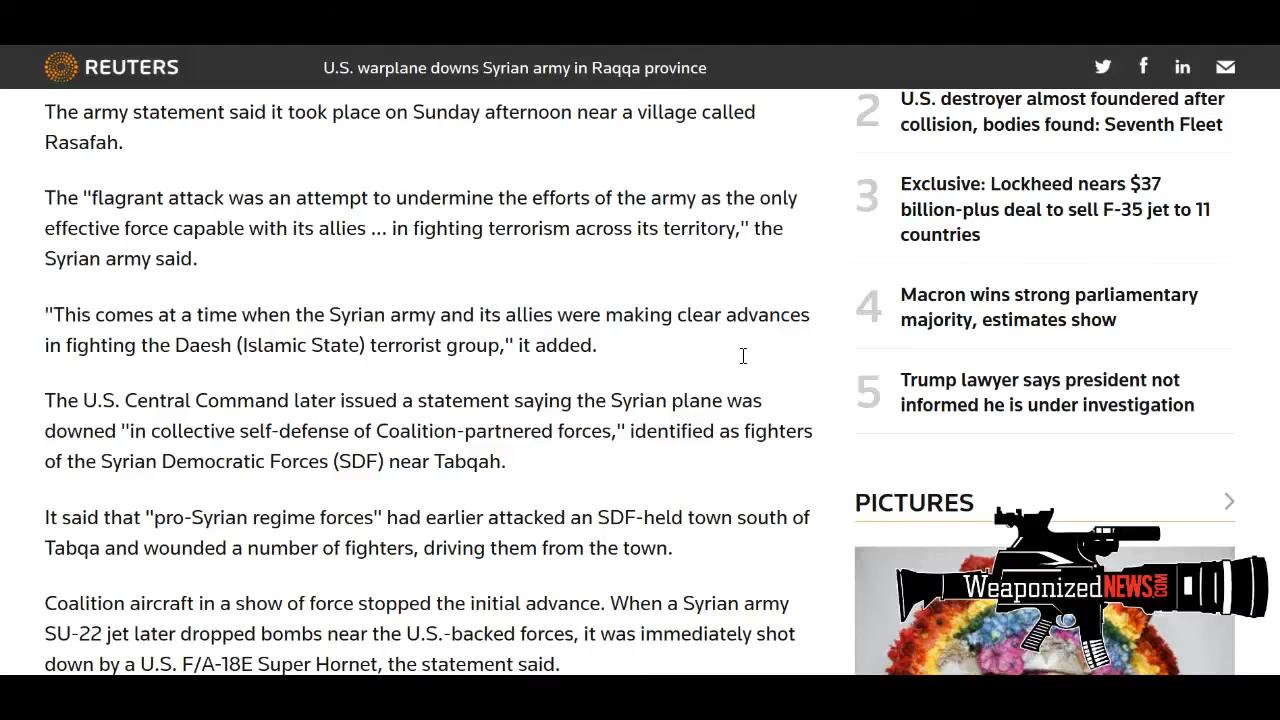 REUTERS
U.S. warplane downs Syrian army in Raqqa province
The army statement said it took place on Sunday afternoon near a village called
Rasafah.
The "flagrant attack was an attempt to undermine the efforts of the army as the only
effective force capable with its allies ... in fighting terrorism across its territory," the
Syrian army said.
"This comes at a time when the Syrian army and its allies were making clear advances
in fighting the Daesh (Islamic State) terrorist group," it added.
The U.S. Central Command later issued a statement saying the Syrian plane was
downed "in collective self-defense of Coalition-partnered forces," identified as fighters
of the Syrian Democratic Forces (SDF) near Tabqah.
It said that "pro-Syrian regime forces" had earlier attacked an SDF-held town south of
Tabqa and wounded a number of fighters, driving them from the town.
Coalition aircraft in a show of force stopped the initial advance. When a Syrian army
SU-22 jet later dropped bombs near the U.S.-backed forces, it was immediately shot
down by a U.S. F/A-18E Super Hornet, the statement said.
2
U.S. destroyer almost foundered after
collision, bodies found: Seventh Fleet
3
Exclusive: Lockheed nears $37
billion-plus deal to sell F-35 jet to 11
countries
4
Macron wins strong parliamentary
majority, estimates show
5
Trump lawyer says president not
informed he is under investigation
PICTURES
WeaponizedNEWS.COM